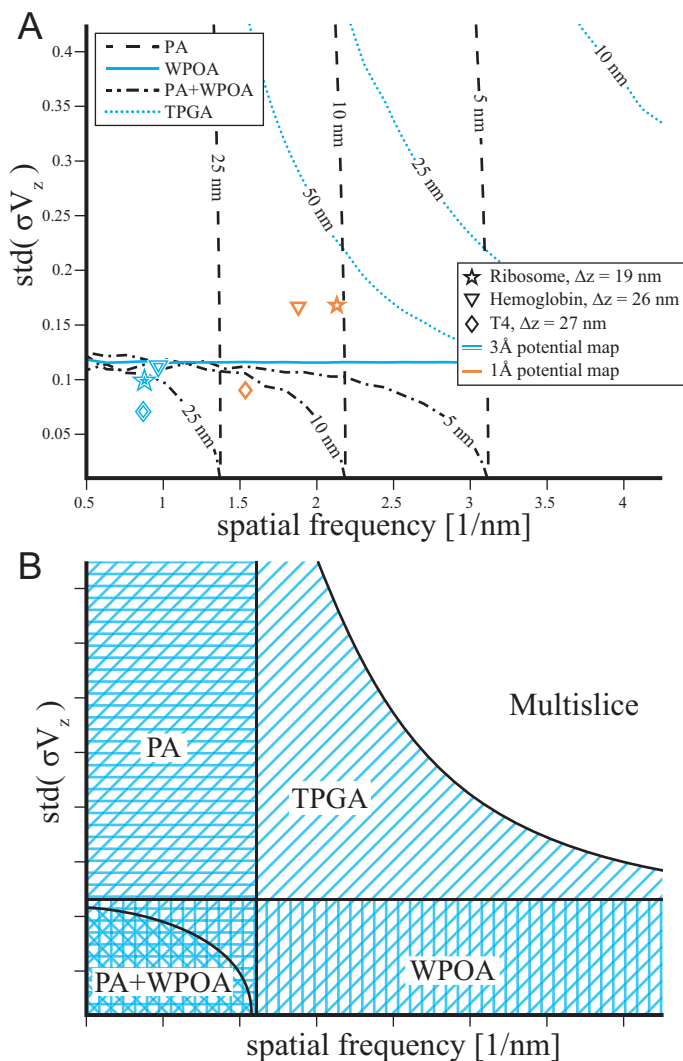 A
0.4
0.35
0.3
0.25
0.2
0.15
0.1
0.05
std( σV_z )
PA
WPOA
PA+WPOA
TPGA
25 nm
10 nm
5 nm
50 nm
25 nm
10 nm
25 nm
10 nm
5 nm
Ribosome, Δz = 19 nm
Hemoglobin, Δz = 26 nm
T4, Δz = 27 nm
3Å potential map
1Å potential map
0.5 1 1.5 2 2.5 3 3.5 4
spatial frequency [1/nm]
B
std( σV_z )
PA
TPGA
Multislice
PA+WPOA
WPOA
spatial frequency [1/nm]